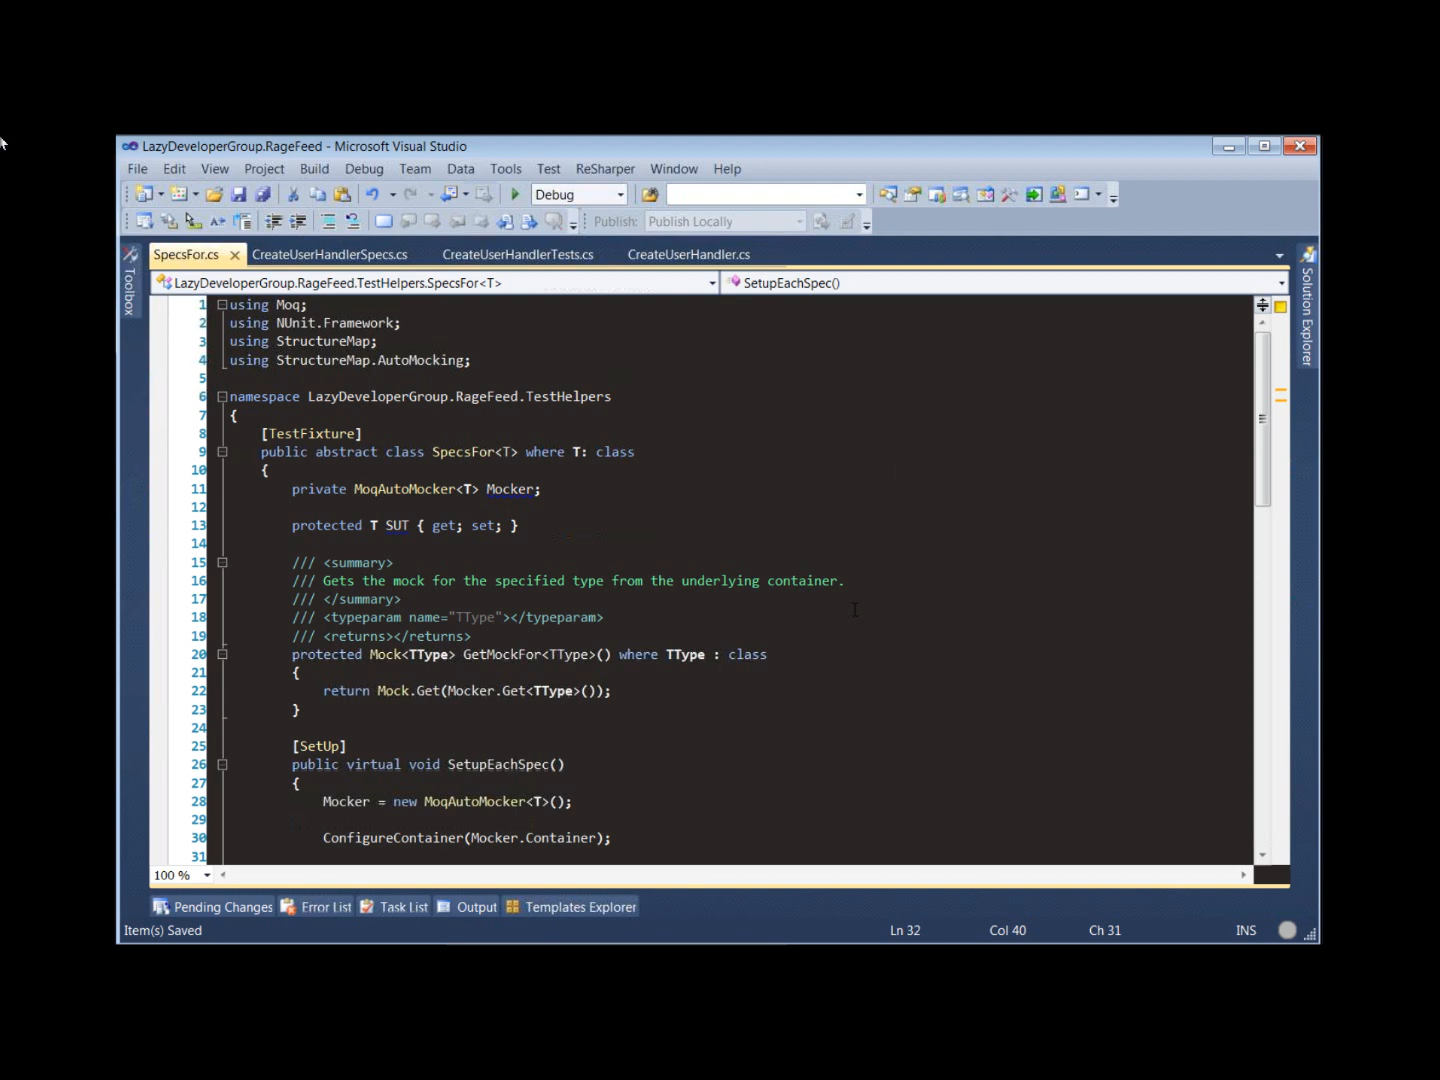 LazyDeveloperGroup.RageFeed - Microsoft Visual Studio
File Edit View Project Build Debug Team Data Tools Test ReSharper Window Help
Debug
Publish: Publish Locally
Toolbox
SpecsFor.cs CreateUserHandlerSpecs.cs CreateUserHandlerTests.cs CreateUserHandler.cs
Solution Explorer
LazyDeveloperGroup.RageFeed.TestHelpers.SpecsFor<T> SetupEachSpec()
1 using Moq;
2 using NUnit.Framework;
3 using StructureMap;
4 using StructureMap.AutoMocking;
5
6 namespace LazyDeveloperGroup.RageFeed.TestHelpers
7 {
8 [TestFixture]
9 public abstract class SpecsFor<T> where T: class
10 {
11 private MoqAutoMocker<T> Mocker;
12
13 protected T SUT { get; set; }
14
15 /// <summary>
16 /// Gets the mock for the specified type from the underlying container.
17 /// </summary>
18 /// <typeparam name="TType"></typeparam>
19 /// <returns></returns>
20 protected Mock<TType> GetMockFor<TType>() where TType : class
21 {
22 return Mock.Get(Mocker.Get<TType>());
23 }
24
25 [SetUp]
26 public virtual void SetupEachSpec()
27 {
28 Mocker = new MoqAutoMocker<T>();
29
30 ConfigureContainer(Mocker.Container);
31
100 %
Pending Changes Error List Task List Output Templates Explorer
Item(s) Saved Ln 32 Col 40 Ch 31 INS